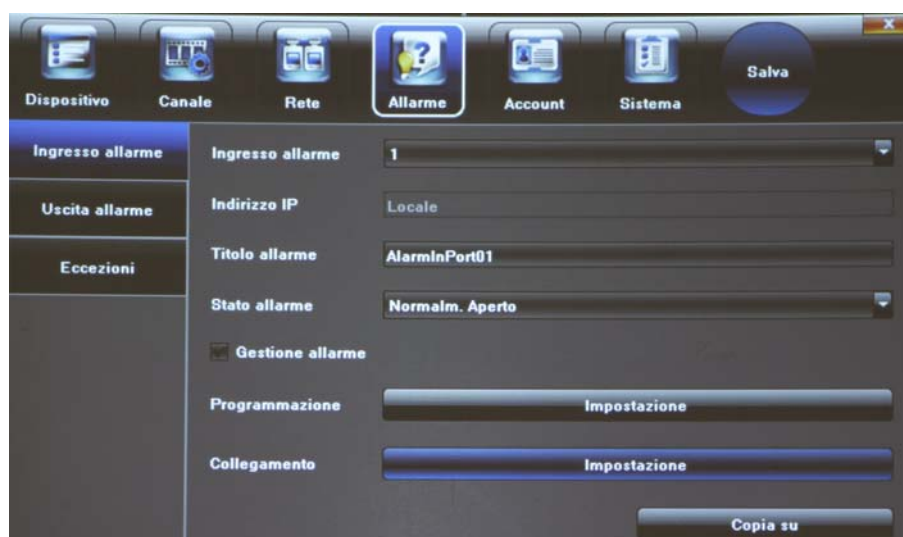 Dispositivo
Canale
Rete
Allarme
Account
Sistema
Salva
Ingresso allarme
Uscita allarme
Eccezioni
Ingresso allarme 1
Indirizzo IP Locale
Titolo allarme AlarmInPort01
Stato allarme Normalm. Aperto
Gestione allarme
Programmazione Impostazione
Collegamento Impostazione
Copia su